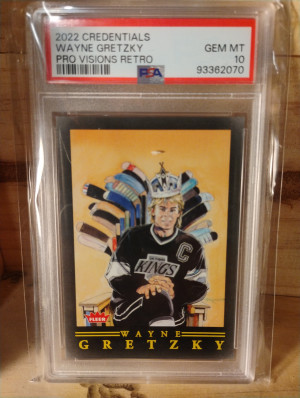 2022 CREDENTIALS
WAYNE GRETZKY
GEM MT
PRO VISIONS RETRO
10
PSA
93362070
C
KINGS
FLEER
WAYNE
GRETZKY